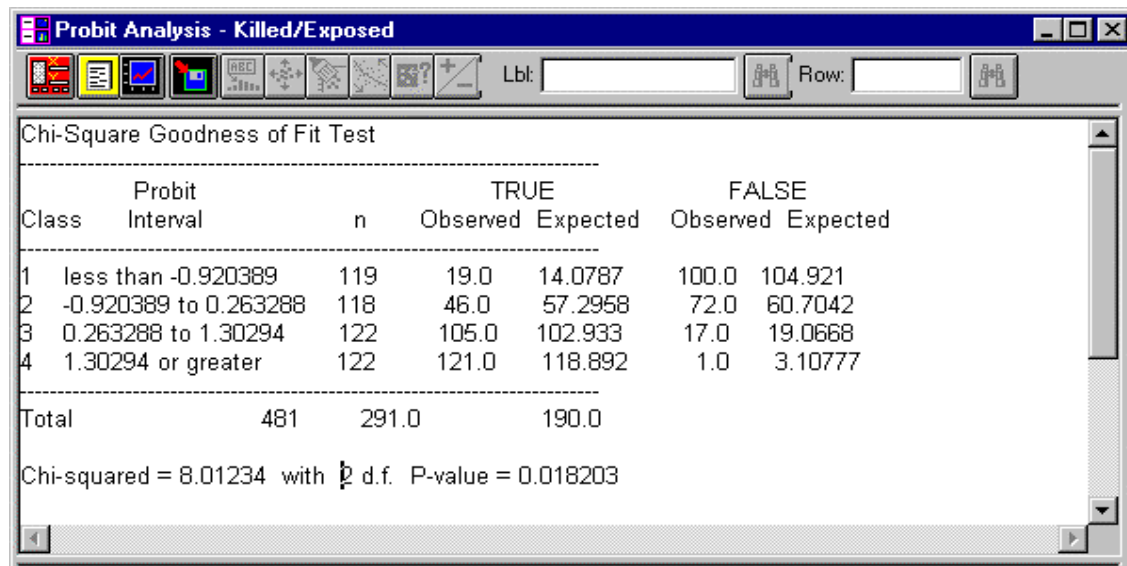 Probit Analysis - Killed/Exposed
ABC ? Lbl: Row:
Chi-Square Goodness of Fit Test
Probit TRUE FALSE
Class Interval n Observed Expected Observed Expected
1 less than -0.920389 119 19.0 14.0787 100.0 104.921
2 -0.920389 to 0.263288 118 46.0 57.2958 72.0 60.7042
3 0.263288 to 1.30294 122 105.0 102.933 17.0 19.0668
4 1.30294 or greater 122 121.0 118.892 1.0 3.10777
Total 481 291.0 190.0
Chi-squared = 8.01234 with 2 d.f. P-value = 0.018203